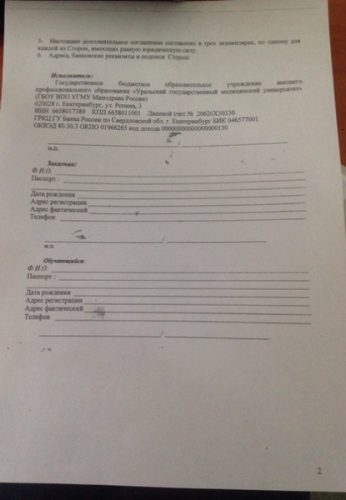 5. Настоящее дополнительное соглашение составлено в трех экземплярах, по одному для
каждой из Сторон, имеющих равную юридическую силу.
6. Адреса, банковские реквизиты и подписи Сторон:
Исполнитель:
Государственное бюджетное образовательное учреждение высшего
профессионального образования «Уральский государственный медицинский университет»
(ГБОУ ВПО УГМУ Минздрава России)
620028 г. Екатеринбург, ул. Репина, 3
ИНН 6658017389 КПП 665801001 Лицевой счет № 20626X30330
ГРКЦ ГУ Банка России по Свердловской обл. г. Екатеринбург БИК 046577001
ОКВЭД 80.30.3 ОКПО 01966265 код дохода 00000000000000000130
/
м.п.
Заказчик:
Ф.И.О.
Паспорт :
Дата рождения
Адрес регистрации
Адрес фактический
Телефон
/
м.п.
Обучающийся:
Ф.И.О.
Паспорт :
Дата рождения
Адрес регистрации
Адрес фактический
Телефон
/
2